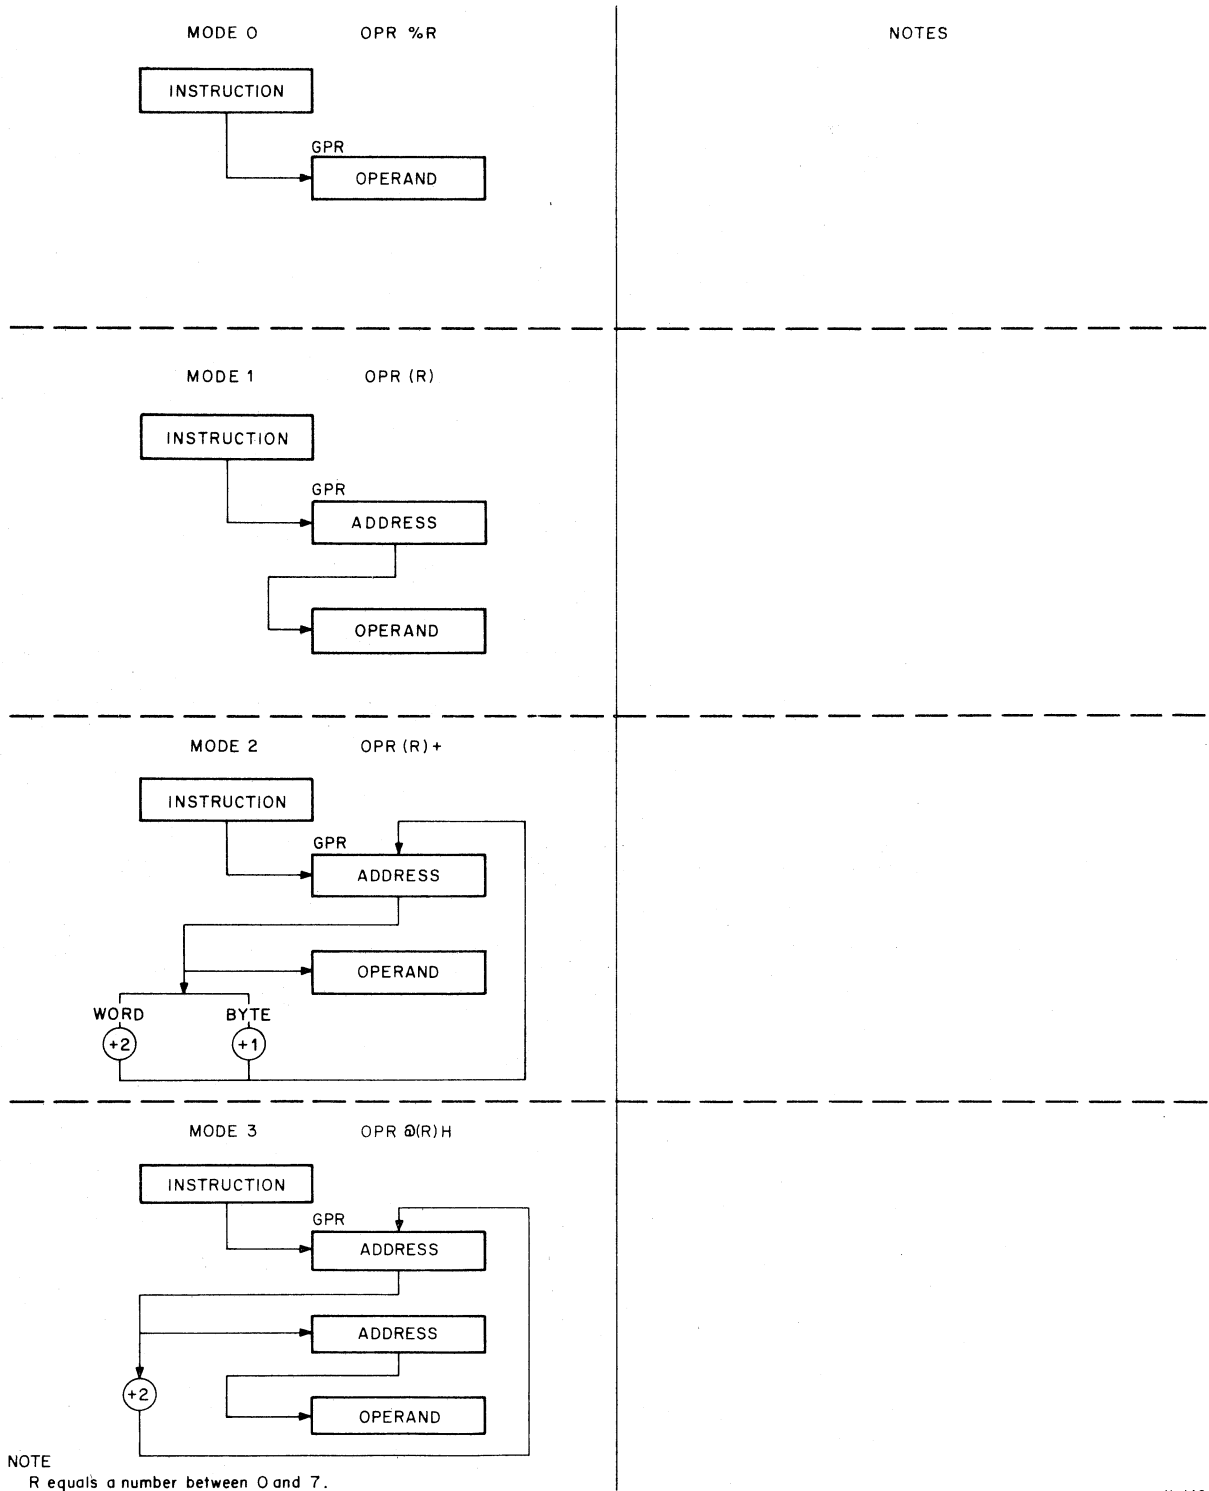 MODE 0 OPR %R NOTES
INSTRUCTION
GPR
OPERAND
MODE 1 OPR (R)
INSTRUCTION
GPR
ADDRESS
OPERAND
MODE 2 OPR (R)+
INSTRUCTION
GPR
ADDRESS
OPERAND
WORD BYTE
+2 +1
MODE 3 OPR @(R)H
INSTRUCTION
GPR
ADDRESS
ADDRESS
+2
OPERAND
NOTE
R equals a number between 0 and 7.